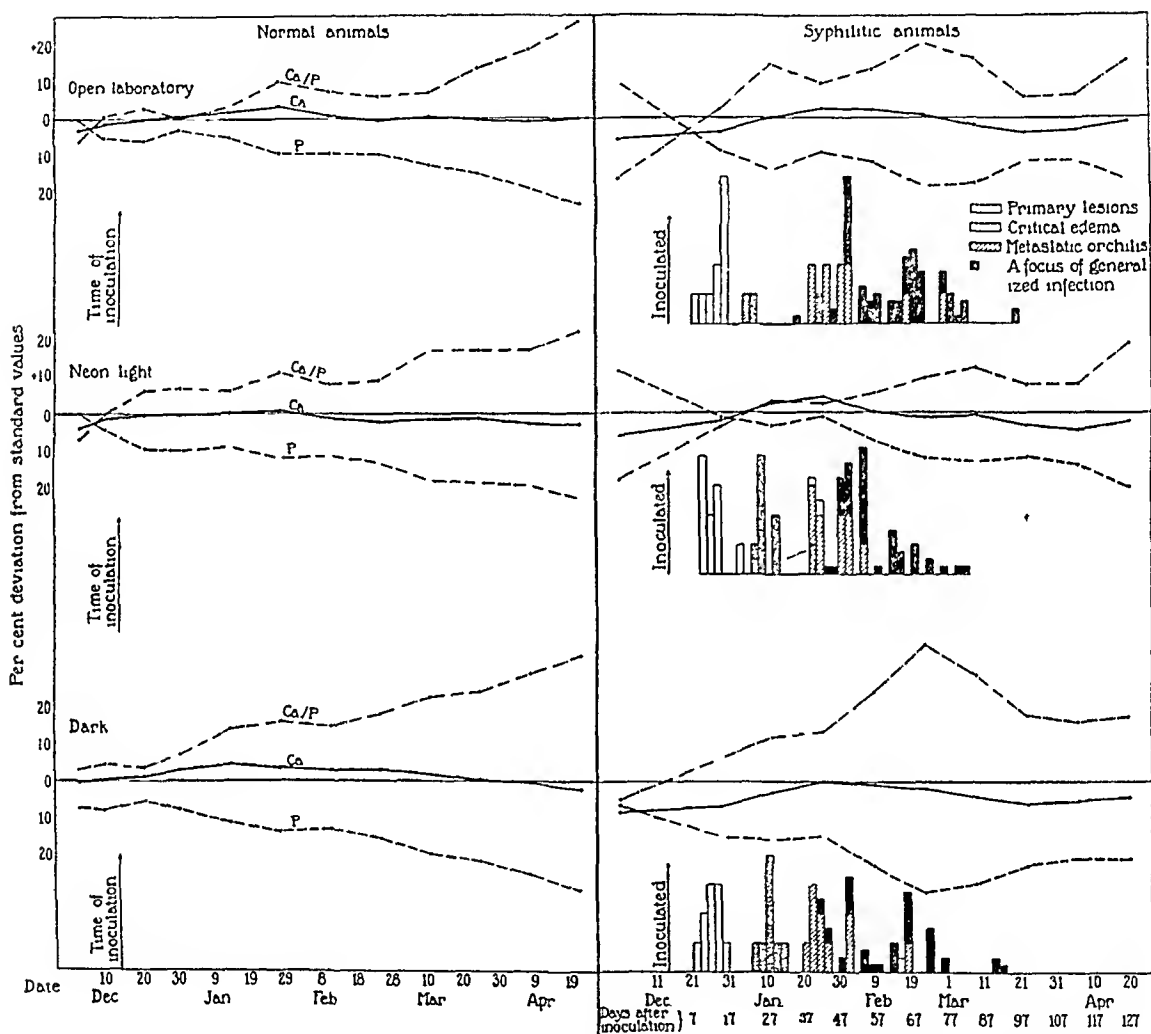 Per cent deviation from standard values
Normal animals
+20
10
0
10
20
Open laboratory
Ca/P
Ca
P
Time of inoculation
20
+10
0
10
20
Neon light
Ca/P
Ca
P
Time of inoculation
20
10
0
10
20
Dark
Ca/P
Ca
P
Time of inoculation
Date
10 20 30 9 19 29 8 18 28 10 20 30 9 19
Dec Jan Feb Mar Apr
Syphilitic animals
Primary lesions
Critical edema
Metastatic orchitis
A focus of general
ized infection
Inoculated
Inoculated
Inoculated
11 21 31 10 20 30 9 19 1 11 21 31 10 20
Dec Jan Feb Mar Apr
Days after
inoculation } 7 17 27 37 47 57 67 77 87 97 107 117 127